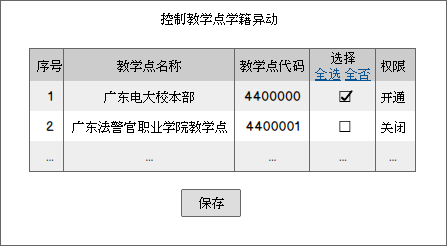 控制教学点学籍异动
序号 教学点名称 教学点代码 选择 全选 全否 权限
1 广东电大校本部 4400000 开通
2 广东法警官职业学院教学点 4400001 关闭
... ... ... ... ...
保存